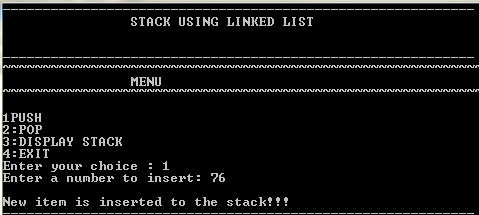 STACK USING LINKED LIST
MENU
1PUSH
2:POP
3:DISPLAY STACK
4:EXIT
Enter your choice : 1
Enter a number to insert: 76
New item is inserted to the stack!!!